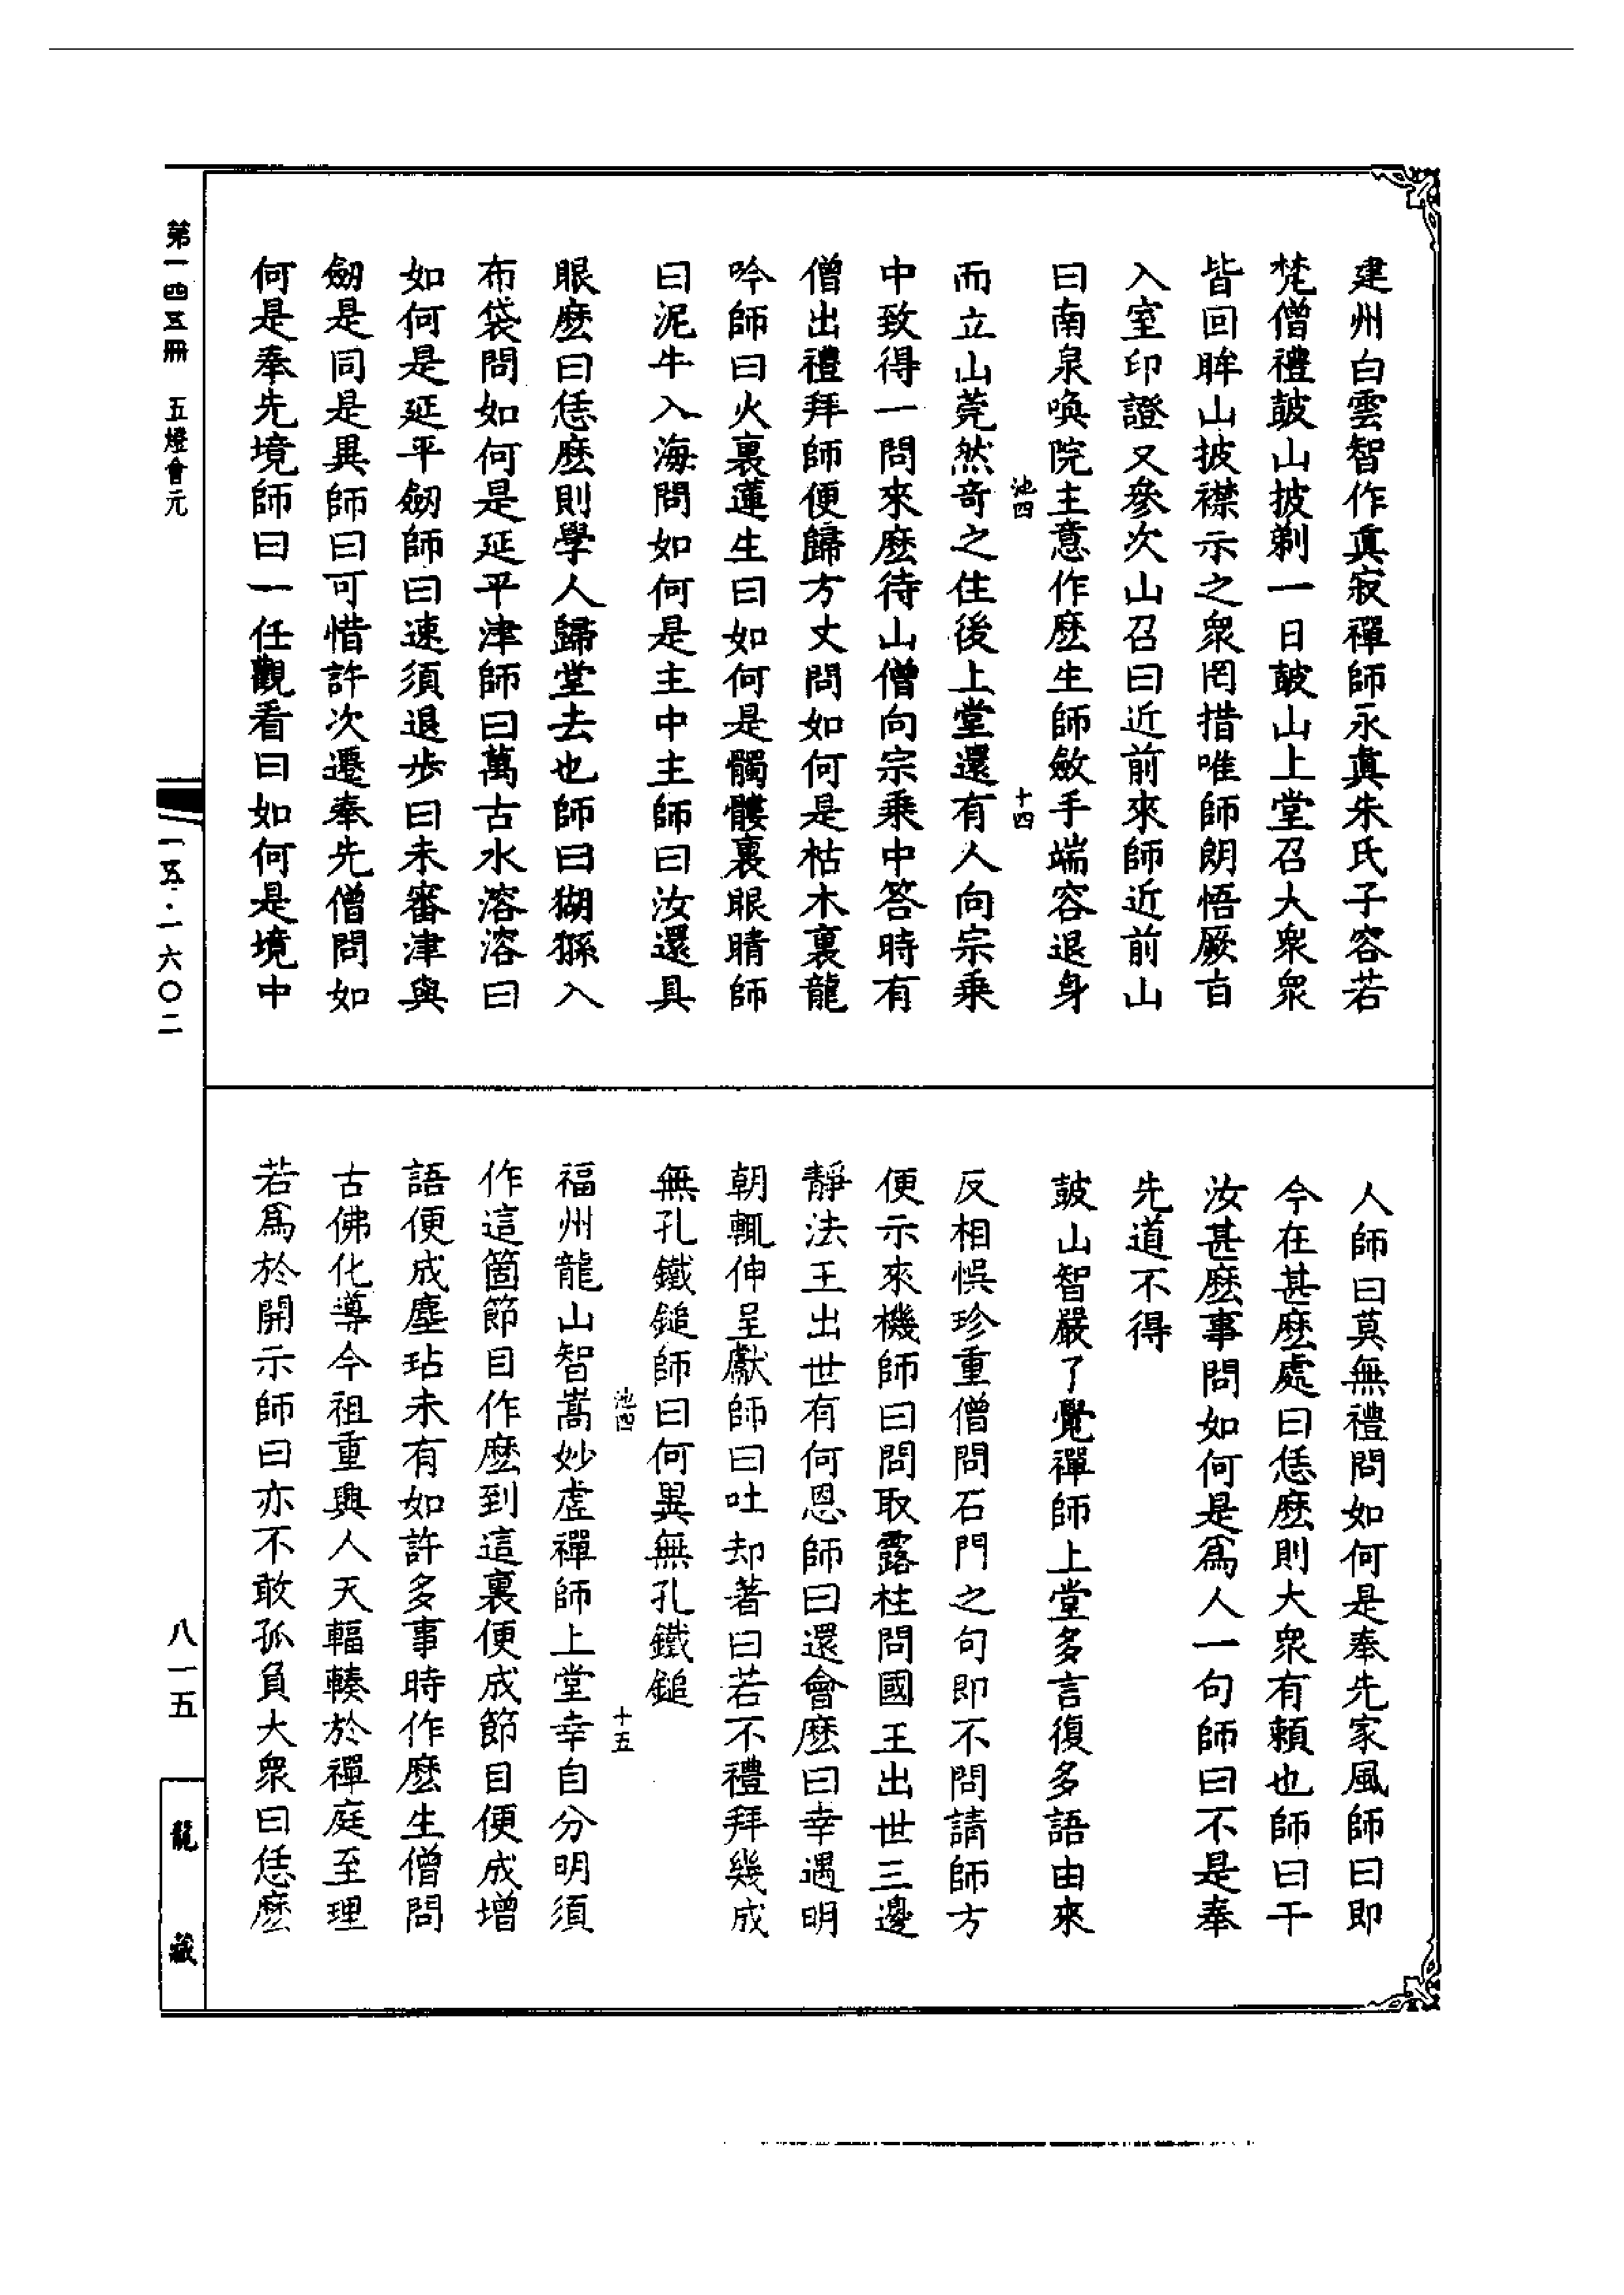 建州白雲智作真寂禪師永真朱氏子容若
梵僧禮鼓山披剃一日鼓山上堂召大衆衆
皆回眸山披襟示之衆罔措唯師朗悟厥旨
入室印證又參次山召曰近前來師近前山
曰南泉喚院主意作麽生師斂手端容退身
池四
十四
而立山莞然奇之住後上堂還有人向宗乘
中致得一問來麽待山僧向宗乘中答時有
僧出禮拜師便歸方丈問如何是枯木裏龍
吟師曰火裏蓮生曰如何是髑髏裏眼睛師
曰泥牛入海問如何是主中主師曰汝還具
眼麽曰恁麽則學人歸堂去也師曰猢猻入
布袋問如何是延平津師曰萬古水溶溶曰
如何是延平劒師曰速須退步曰未審津與
劒是同是異師曰可惜許次遷奉先僧問如
何是奉先境師曰一任觀看曰如何是境中
人師曰莫無禮問如何是奉先家風師曰即
今在甚麽處曰恁麽則大衆有賴也師曰干
汝甚麽事問如何是爲人一句師曰不是奉
先道不得
鼓山智嚴了覺禪師上堂多言復多語由來
反相悞珍重僧問石門之句即不問請師方
便示來機師曰問取露柱問國王出世三邊
靜法王出世有何恩師曰還會麽曰幸遇明
朝輒伸呈獻師曰吐却著曰若不禮拜幾成
無孔鐵鎚師曰何異無孔鐵鎚
池四
十五
福州龍山智嵩妙虛禪師上堂幸自分明須
作這箇節目作麽到這裏便成節目便成增
語便成塵玷未有如許多事時作麽生僧問
古佛化導今祖重興人天輻輳於禪庭至理
若爲於開示師曰亦不敢孤負大衆曰恁麽
第一四五冊　五燈會元
一五·一六〇二
八一五
龍藏